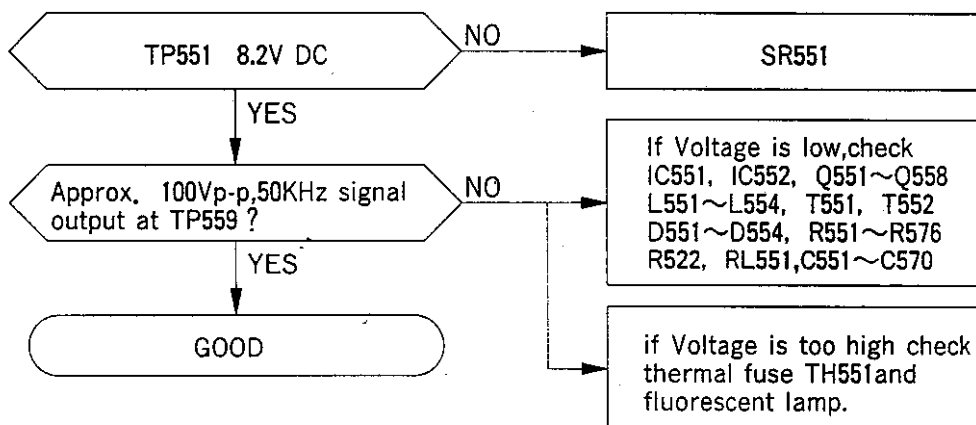 TP551 8.2V DC
NO
SR551
YES
Approx. 100Vp-p,50KHz signal
output at TP559 ?
NO
If Voltage is low,check
IC551, IC552, Q551~Q558
L551~L554, T551, T552
D551~D554, R551~R576
R522, RL551,C551~C570
YES
GOOD
if Voltage is too high check
thermal fuse TH551and
fluorescent lamp.